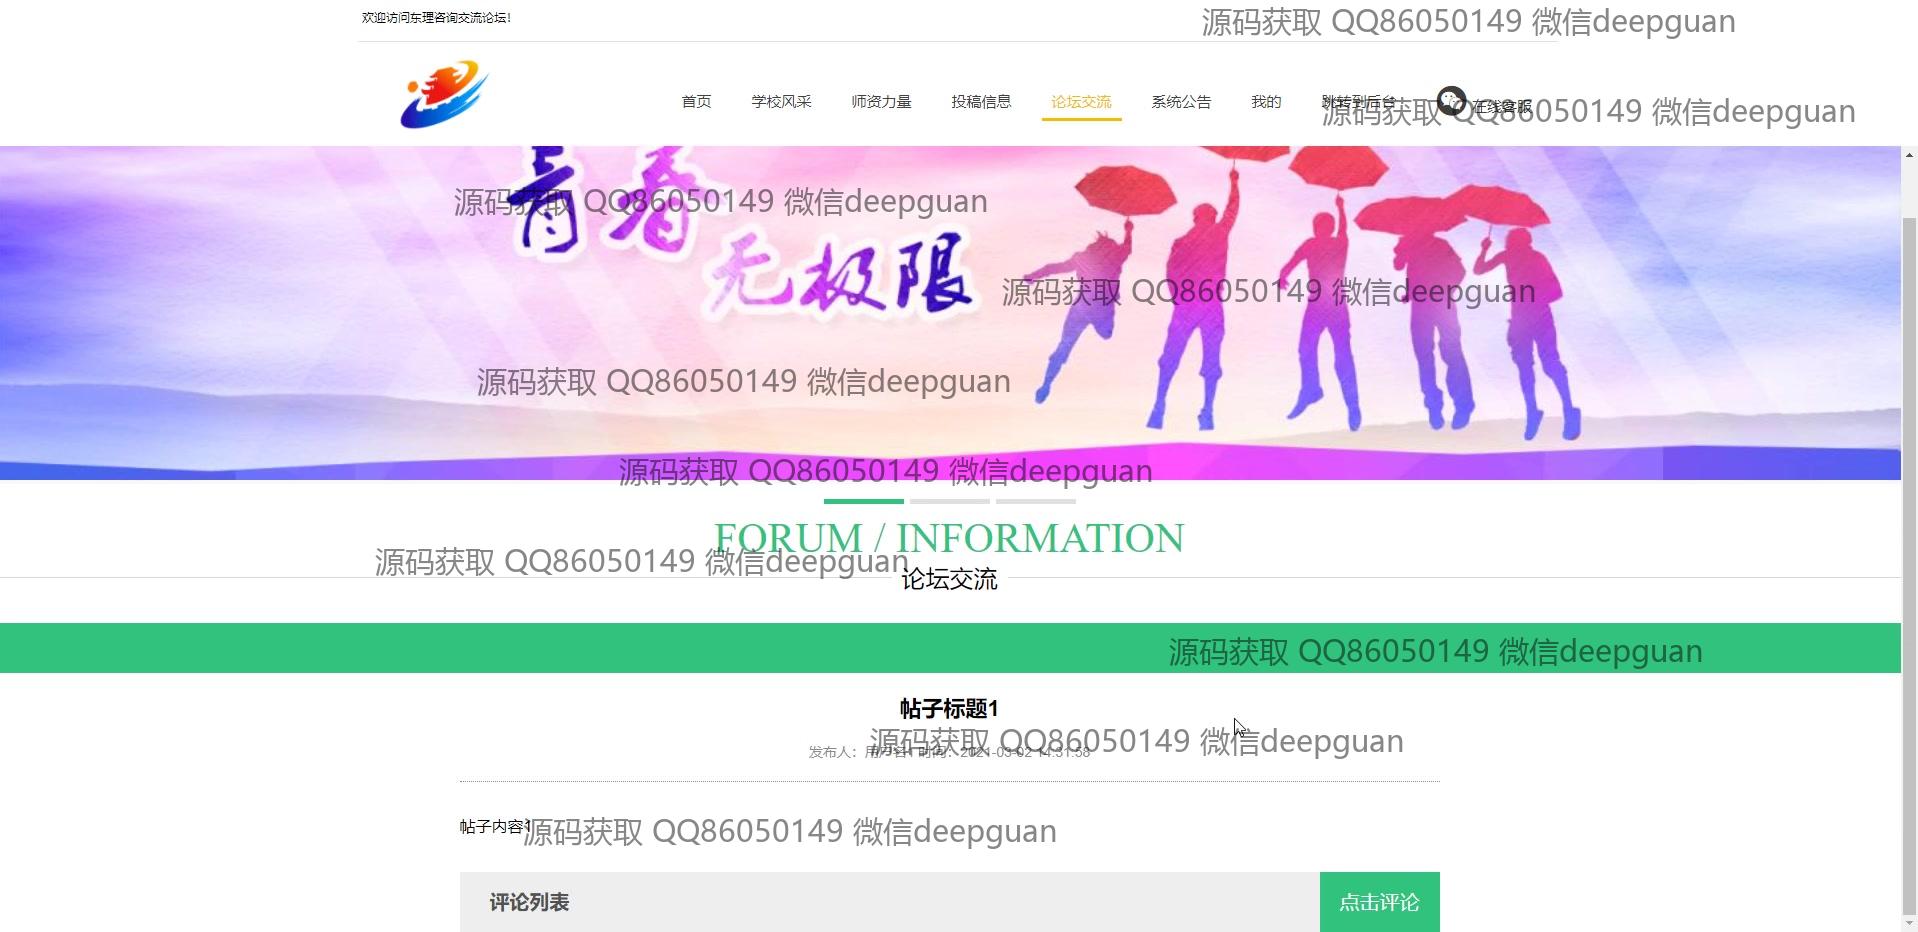 欢迎访问东理咨询交流论坛!
源码获取 QQ86050149 微信deepguan
首页 学校风采 师资力量 投稿信息 论坛交流 系统公告 我的 跳转到后台 在线客服
源码获取 QQ86050149 微信deepguan
青春
源码获取 QQ86050149 微信deepguan
无极限
源码获取 QQ86050149 微信deepguan
源码获取 QQ86050149 微信deepguan
源码获取 QQ86050149 微信deepguan
FORUM / INFORMATION
源码获取 QQ86050149 微信deepguan
论坛交流
源码获取 QQ86050149 微信deepguan
帖子标题1
源码获取 QQ86050149 微信deepguan
发布人：用户名1 时间：2021-03-02 14:31:58
帖子内容1
源码获取 QQ86050149 微信deepguan
评论列表 点击评论